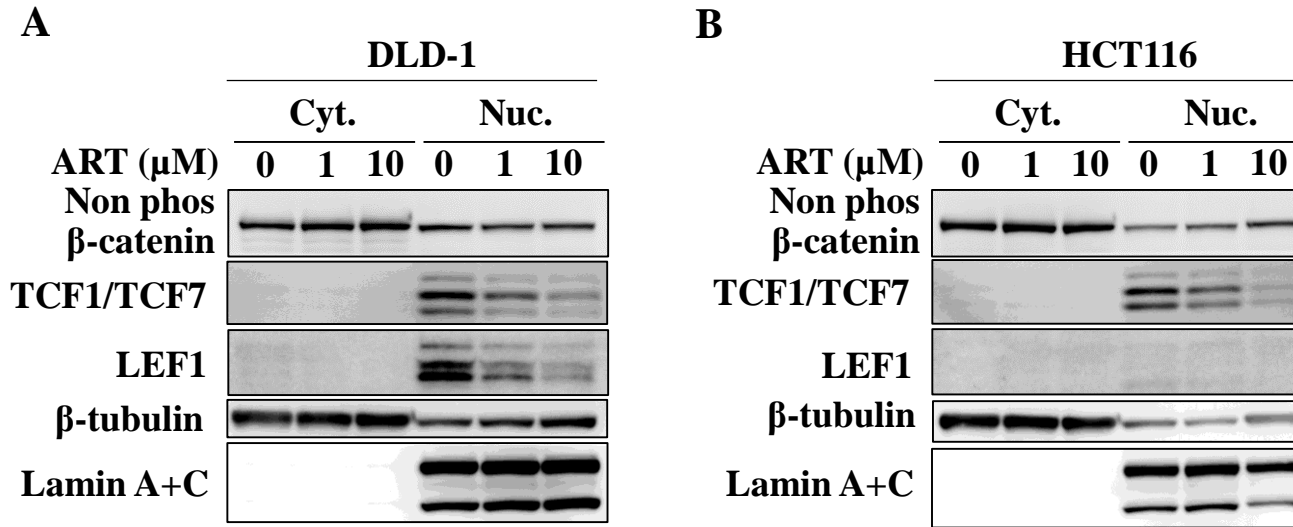 A
DLD-1
Cyt. Nuc.
ART (μM) 0 1 10 0 1 10
Non phos
β-catenin
TCF1/TCF7
LEF1
β-tubulin
Lamin A+C
B
HCT116
Cyt. Nuc.
ART (μM) 0 1 10 0 1 10
Non phos
β-catenin
TCF1/TCF7
LEF1
β-tubulin
Lamin A+C